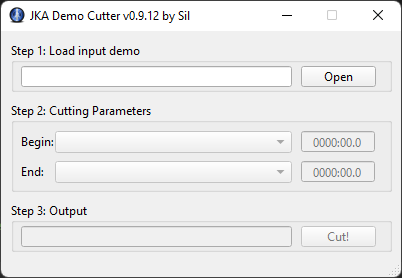 JKA Demo Cutter v0.9.12 by Sil
Step 1: Load input demo
Open
Step 2: Cutting Parameters
Begin:
0000:00.0
End:
0000:00.0
Step 3: Output
Cut!